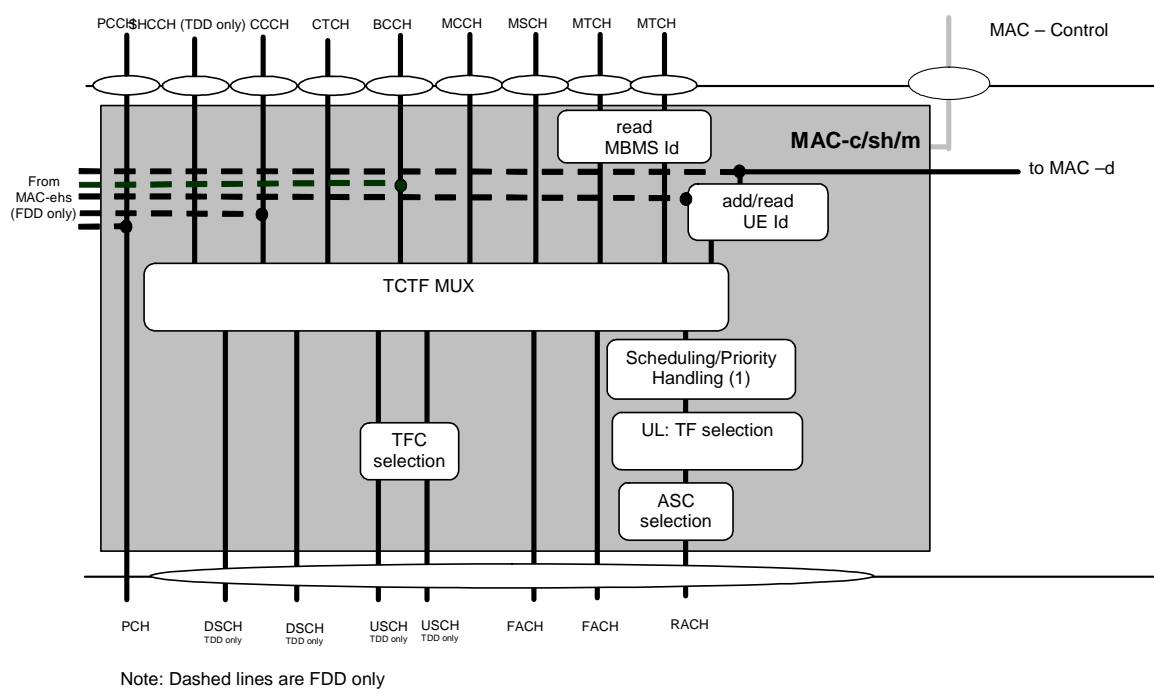 PCCH SHCCH (TDD only) CCCH CTCH BCCH MCCH MSCH MTCH MTCH
MAC – Control
read
MBMS Id
MAC-c/sh/m
to MAC –d
From
MAC-ehs
(FDD only)
add/read
UE Id
TCTF MUX
Scheduling/Priority
Handling (1)
UL: TF selection
TFC
selection
ASC
selection
PCH DSCH DSCH USCH USCH FACH FACH RACH
TDD only TDD only TDD only TDD only
Note: Dashed lines are FDD only